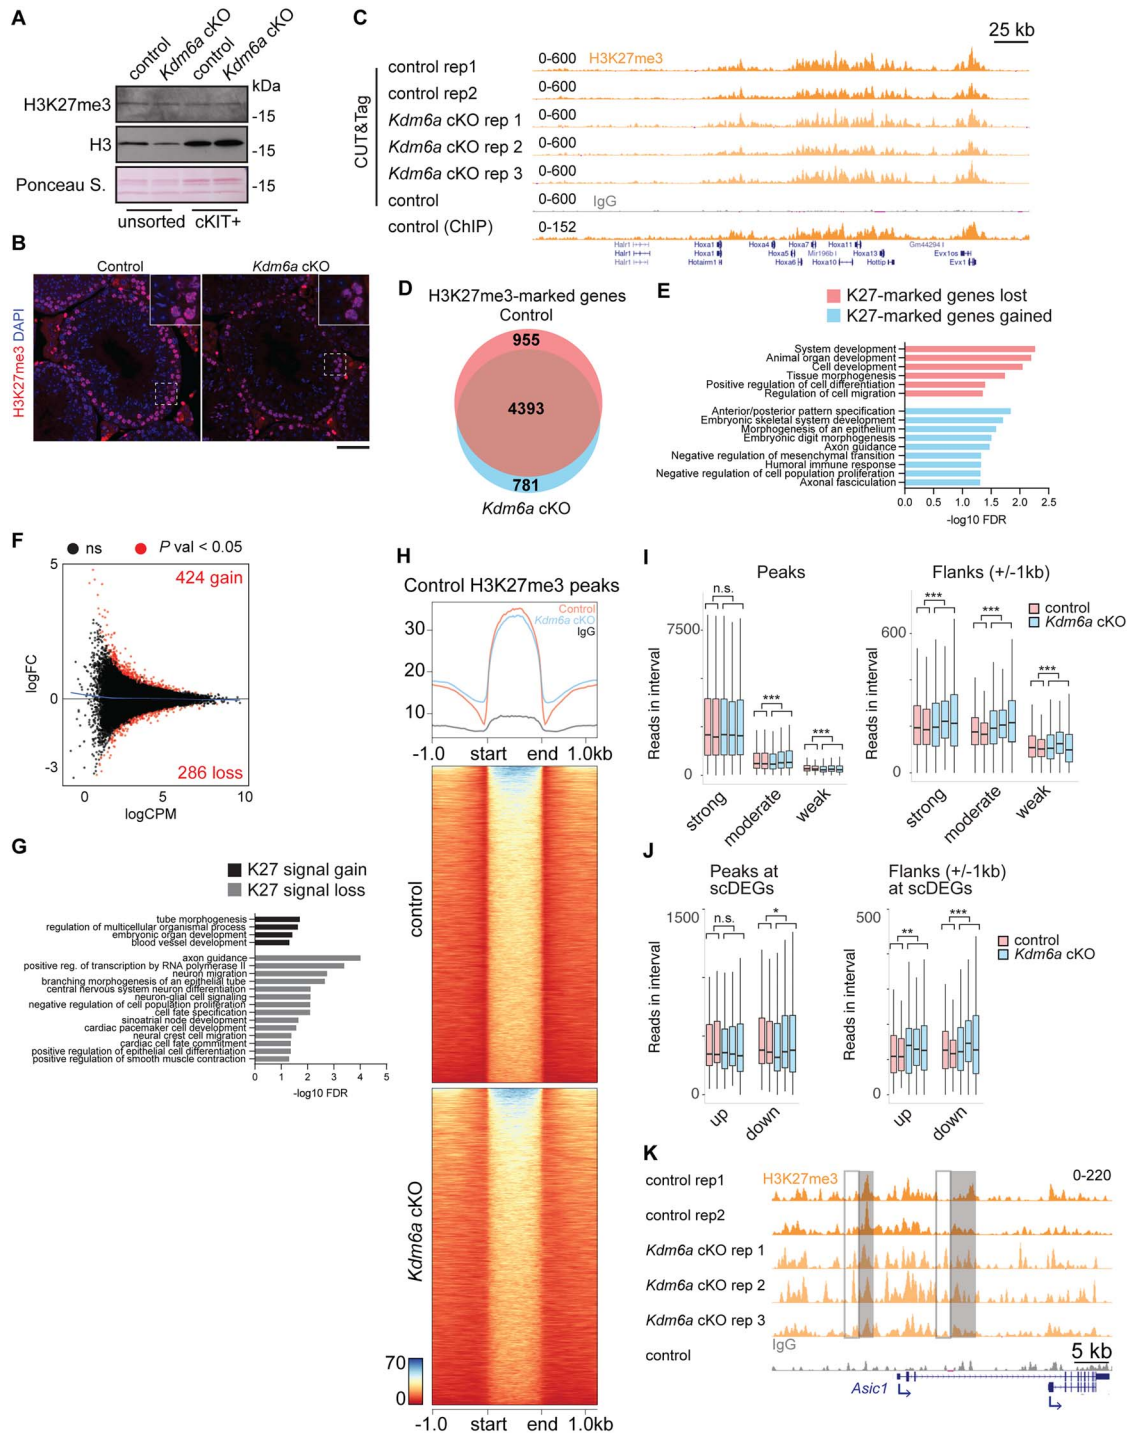 A
control
Kdm6a cKO
control
Kdm6a cKO
kDa
H3K27me3
-15
H3
-15
Ponceau S.
-15
unsorted
cKIT+
B
Control
Kdm6a cKO
H3K27me3 DAPI
C
25 kb
CUT&Tag
control rep1
0-600
H3K27me3
control rep2
0-600
Kdm6a cKO rep 1
0-600
Kdm6a cKO rep 2
0-600
Kdm6a cKO rep 3
0-600
control
0-600
IgG
control (ChIP)
0-152
Halr1
Hoxa1
Hoxa4
Hoxa7
Hoxa11
Gm44294
Halr1
Hoxa1
Hoxa5
Mir196b
Hoxa13
Evx1os
Halr1
Hotairm1
Hoxa6
Hoxa10
Hottip
Evx1
D
H3K27me3-marked genes
Control
955
4393
781
Kdm6a cKO
E
K27-marked genes lost
K27-marked genes gained
System development
Animal organ development
Cell development
Tissue morphogenesis
Positive regulation of cell differentiation
Regulation of cell migration
Anterior/posterior pattern specification
Embryonic skeletal system development
Morphogenesis of an epithelium
Embryonic digit morphogenesis
Axon guidance
Negative regulation of mesenchymal transition
Humoral immune response
Negative regulation of cell population proliferation
Axonal fasciculation
0.0 0.5 1.0 1.5 2.0 2.5
-log10 FDR
F
ns
P val < 0.05
5
424 gain
logFC
0
-3
286 loss
0 5 10
logCPM
G
K27 signal gain
K27 signal loss
tube morphogenesis
regulation of multicellular organismal process
embryonic organ development
blood vessel development
axon guidance
positive reg. of transcription by RNA polymerase II
neuron migration
branching morphogenesis of an epithelial tube
central nervous system neuron differentiation
neuron-glial cell signaling
negative regulation of cell population proliferation
cell fate specification
sinoatrial node development
cardiac pacemaker cell development
neural crest cell migration
cardiac cell fate commitment
positive regulation of epithelial cell differentiation
positive regulation of smooth muscle contraction
0 1 2 3 4 5
-log10 FDR
H
Control H3K27me3 peaks
Control
Kdm6a cKO
IgG
30
20
10
-1.0 start end 1.0kb
control
Kdm6a cKO
70
0
-1.0 start end 1.0kb
I
Peaks
n.s.
7500
***
***
Reads in interval
0
strong
moderate
weak
Flanks (+/-1kb)
***
***
***
control
Kdm6a cKO
600
Reads in interval
0
strong
moderate
weak
J
Peaks at
scDEGs
1500
n.s.
*
Reads in interval
0
up
down
Flanks (+/-1kb)
at scDEGs
500
**
***
control
Kdm6a cKO
Reads in interval
0
up
down
K
control rep1
H3K27me3
0-220
control rep2
Kdm6a cKO rep 1
Kdm6a cKO rep 2
Kdm6a cKO rep 3
IgG
control
5 kb
Asic1